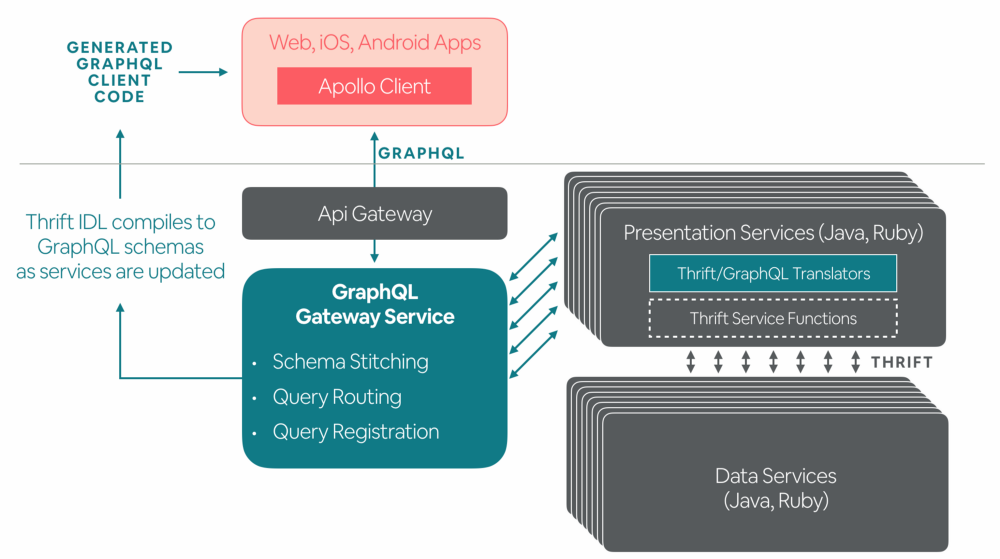 GENERATED
GRAPHQL
CLIENT
CODE
Web, iOS, Android Apps
Apollo Client
GRAPHQL
Thrift IDL compiles to
GraphQL schemas
as services are updated
Api Gateway
GraphQL
Gateway Service
• Schema Stitching
• Query Routing
• Query Registration
Presentation Services (Java, Ruby)
Thrift/GraphQL Translators
Thrift Service Functions
THRIFT
Data Services
(Java, Ruby)